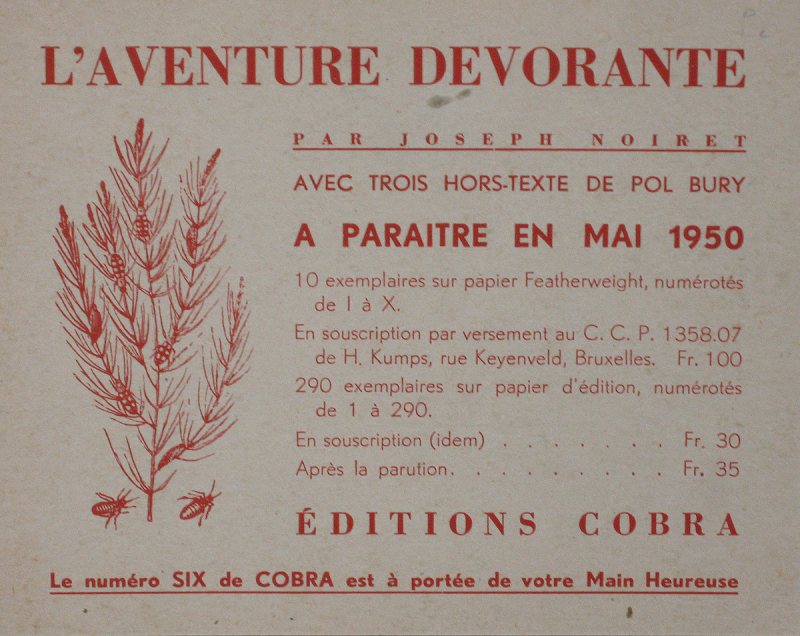 L'AVENTURE DEVORANTE
PAR JOSEPH NOIRET
AVEC TROIS HORS-TEXTE DE POL BURY
A PARAITRE EN MAI 1950
10 exemplaires sur papier Featherweight, numérotés
de I à X.
En souscription par versement au C. C. P. 1358.07
de H. Kumps, rue Keyenveld, Bruxelles. Fr. 100
290 exemplaires sur papier d'édition, numérotés
de 1 à 290.
En souscription (idem) . . . . . . . Fr. 30
Après la parution. . . . . . . . . Fr. 35
ÉDITIONS COBRA
Le numéro SIX de COBRA est à portée de votre Main Heureuse